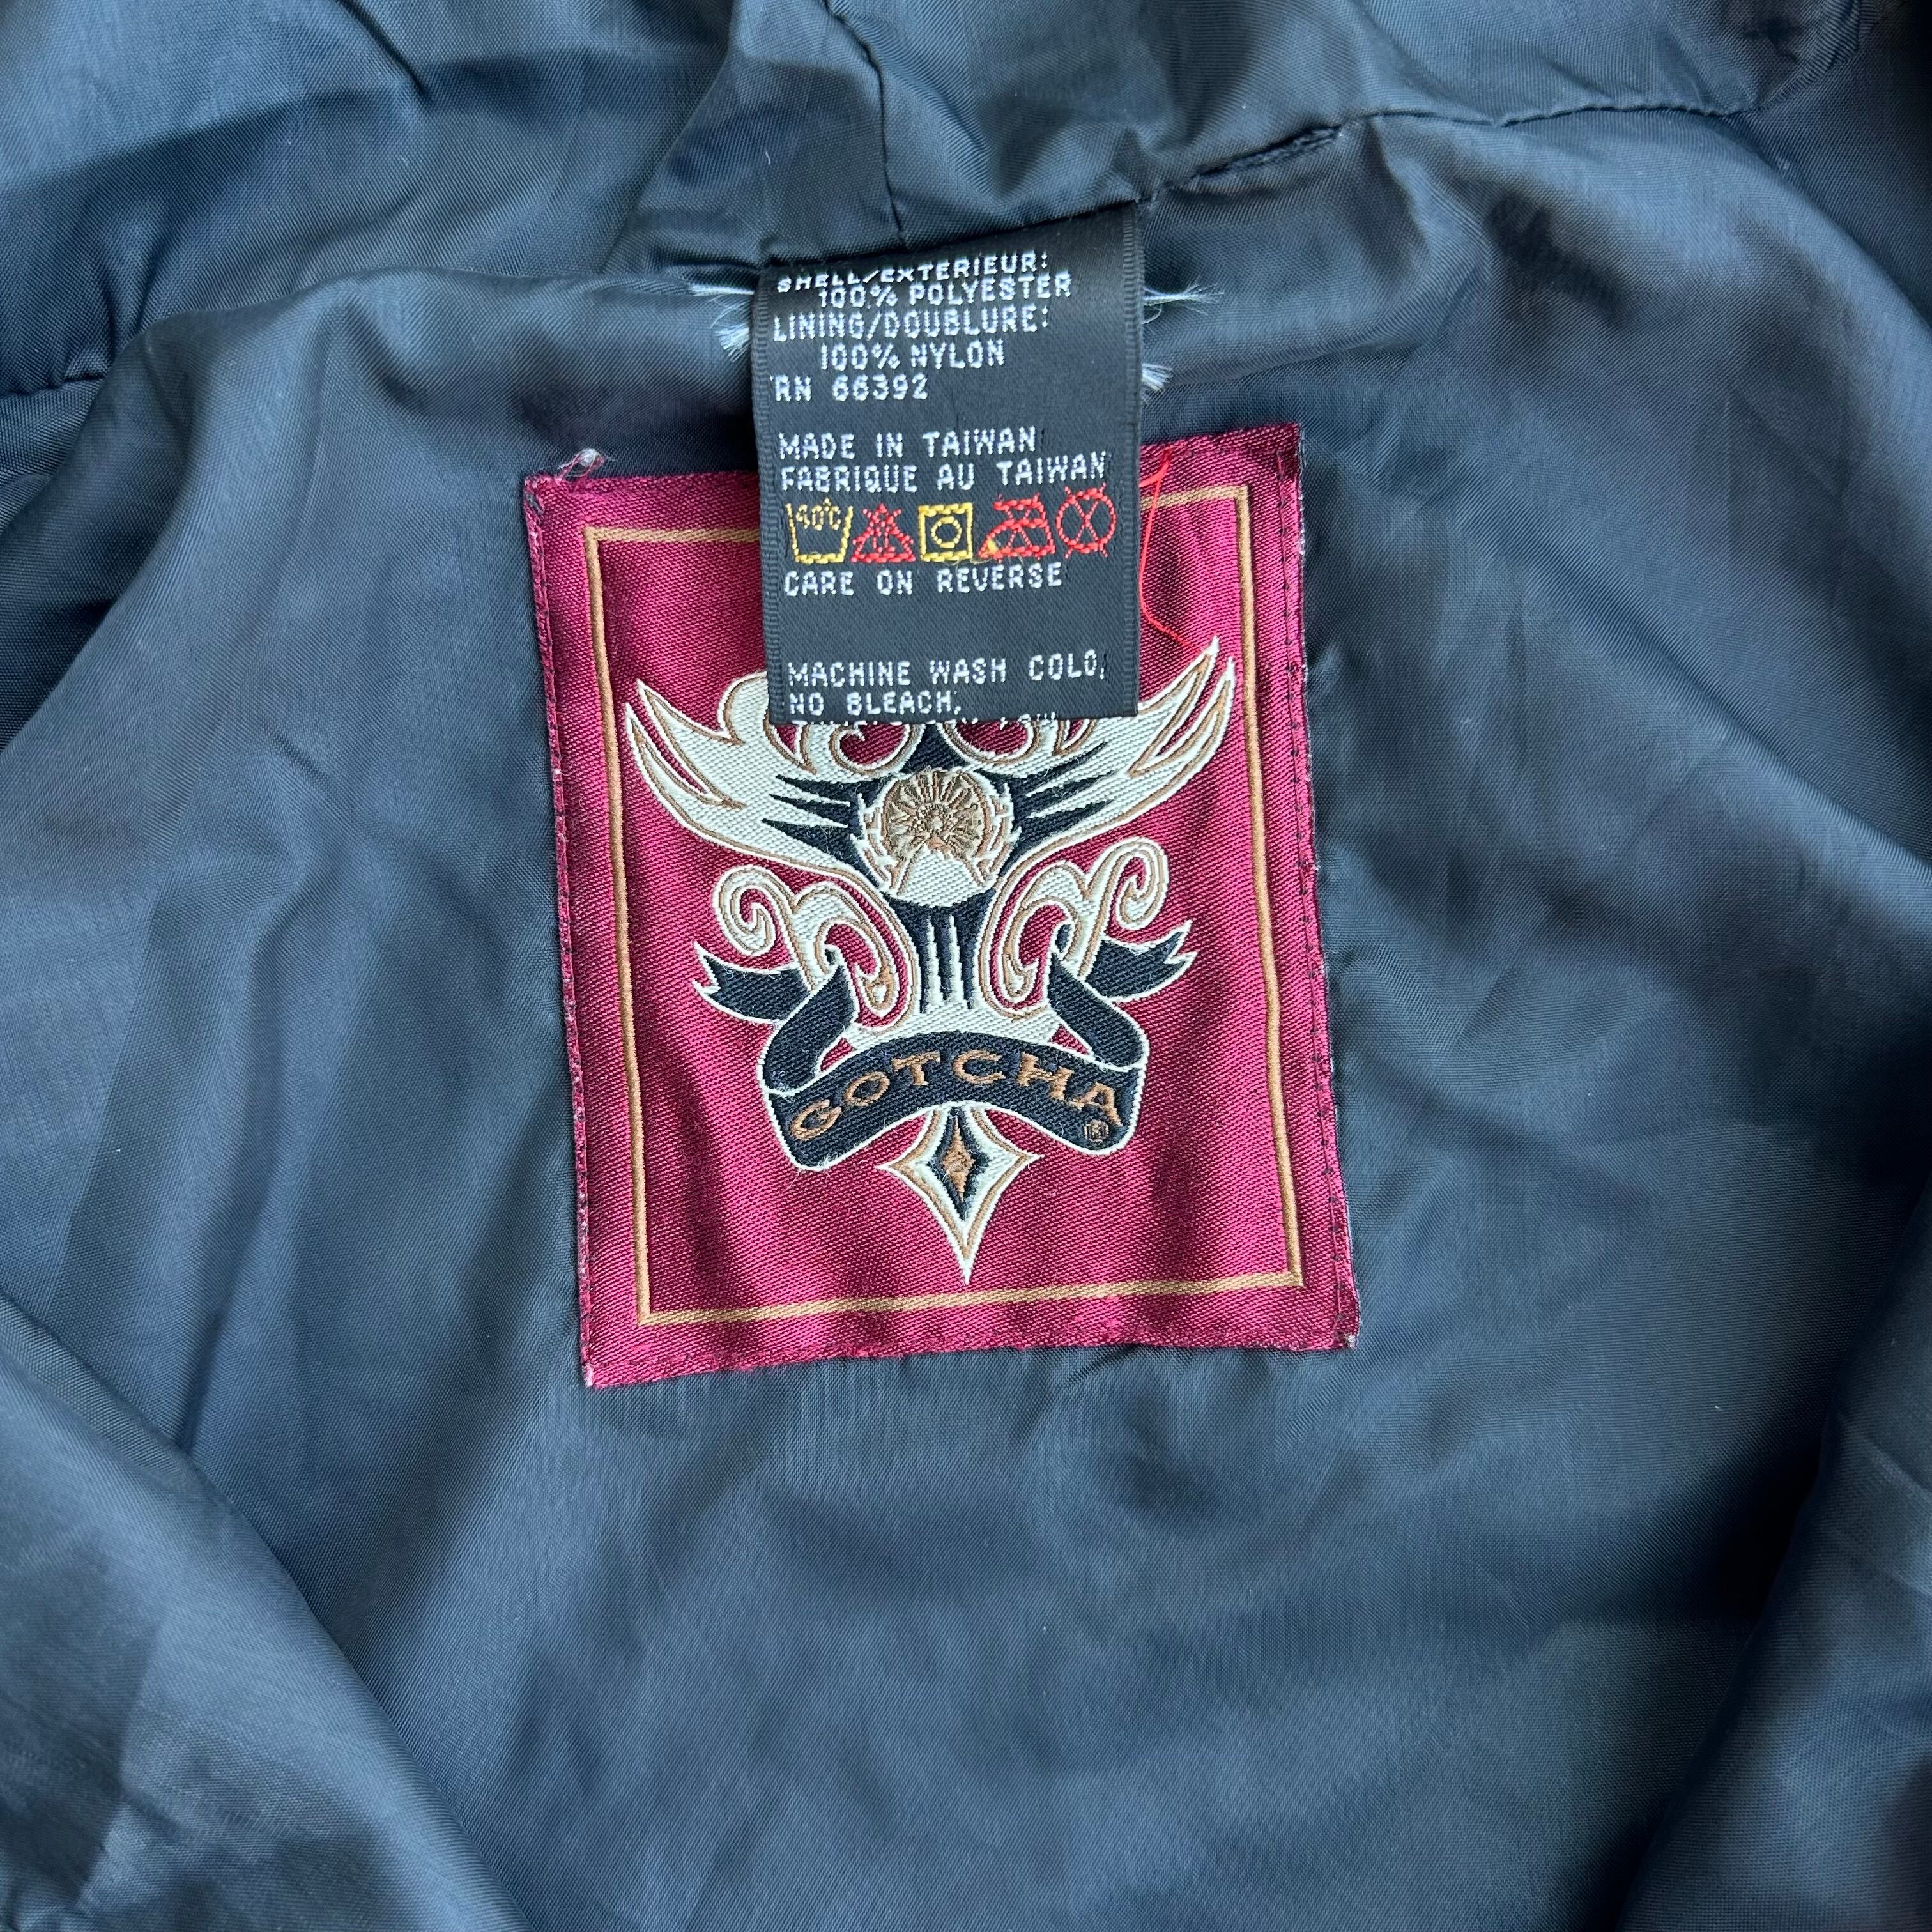 SHELL/EXTERIEUR:
100% POLYESTER
LINING/DOUBLURE:
100% NYLON
RN 66392
MADE IN TAIWAN
FABRIQUE AU TAIWAN
40°C
CARE ON REVERSE
MACHINE WASH COLD,
NO BLEACH,
GOTCHA
®